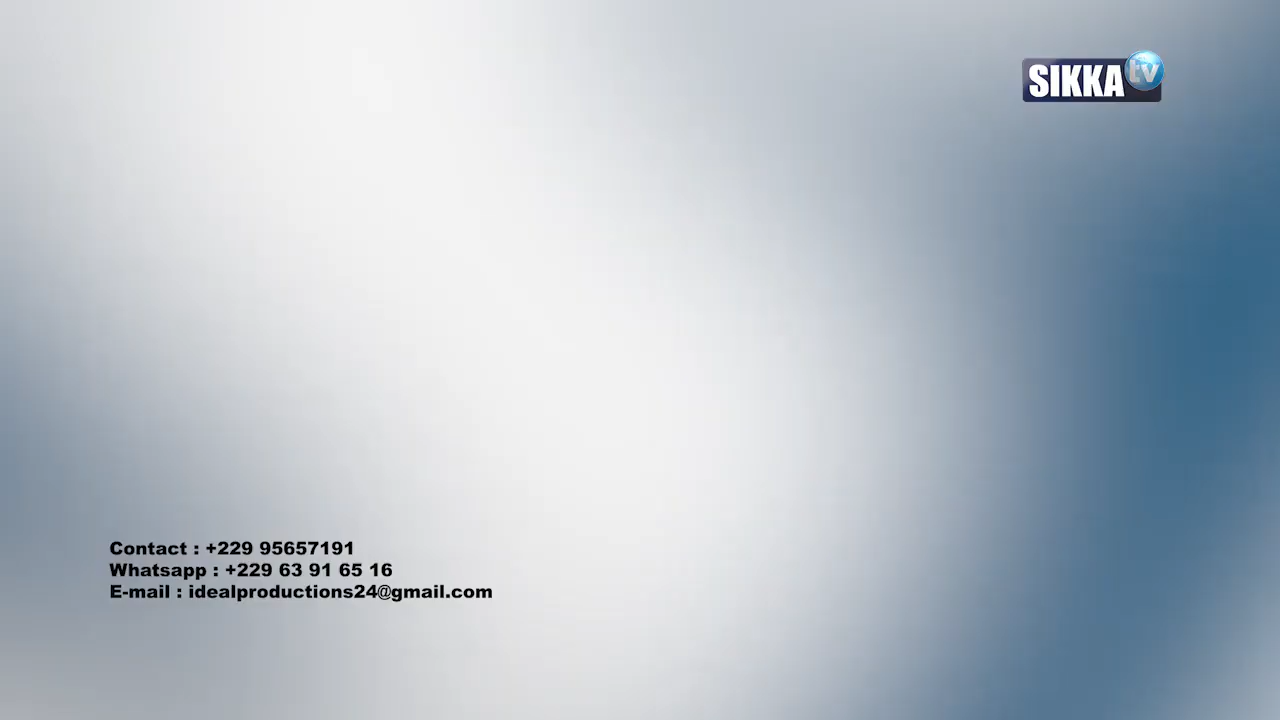 SIKKA tv
Contact : +229 95657191
Whatsapp : +229 63 91 65 16
E-mail : idealproductions24@gmail.com